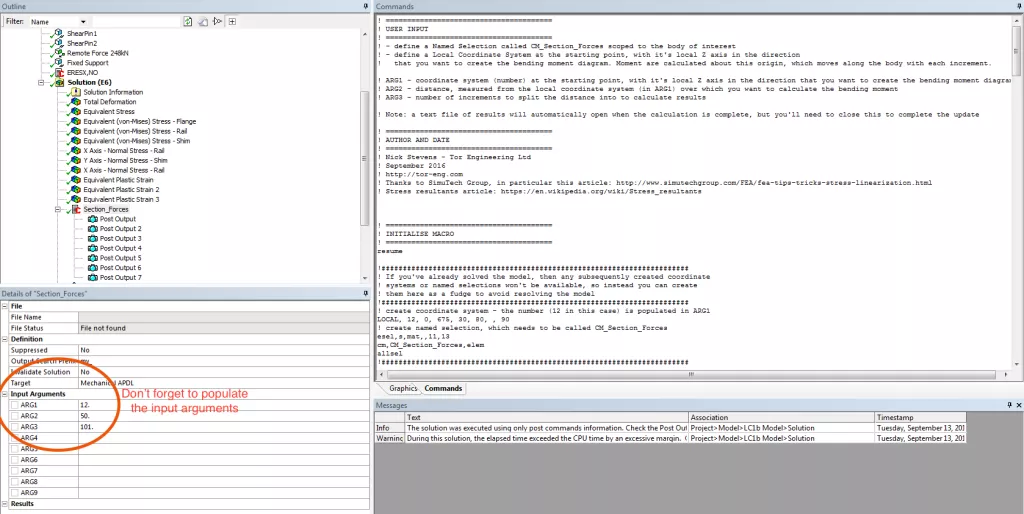 Outline
Filter: Name
ShearPin1
ShearPin2
Remote Force 248kN
Fixed Support
ERESX,NO
Solution (E6)
Solution Information
Total Deformation
Equivalent Stress
Equivalent (von-Mises) Stress - Flange
Equivalent (von-Mises) Stress - Rail
Equivalent (von-Mises) Stress - Shim
X Axis - Normal Stress - Rail
Y Axis - Normal Stress - Shim
X Axis - Normal Stress - Rail
Equivalent Plastic Strain
Equivalent Plastic Strain 2
Equivalent Plastic Strain 3
Section_Forces
Post Output
Post Output 2
Post Output 3
Post Output 4
Post Output 5
Post Output 6
Post Output 7
Details of "Section_Forces"
File
File Name
File Status File not found
Definition
Suppressed No
Output Search Prefix my
Invalidate Solution No
Target Mechanical APDL
Input Arguments
ARG1 12.
ARG2 50.
ARG3 101.
ARG4
ARG5
ARG6
ARG7
ARG8
ARG9
Results
Don't forget to populate
the input arguments
Commands
! =======================================
! USER INPUT
! =======================================
! - define a Named Selection called CM_Section_Forces scoped to the body of interest
! - define a Local Coordinate System at the starting point, with it's local Z axis in the direction
! that you want to create the bending moment diagram. Moment are calculated about this origin, which moves along the body with each increment.
! ARG1 - coordinate system (number) at the starting point, with it's local Z axis in the direction that you want to create the bending moment diagra
! ARG2 - distance, measured from the local coordinate system (in ARG1) over which you want to calculate the bending moment
! ARG3 - number of increments to split the distance into to calculate results
! Note: a text file of results will automatically open when the calculation is complete, but you'll need to close this to complete the update
! =======================================
! AUTHOR AND DATE
! =======================================
! Nick Stevens - Tor Engineering Ltd
! September 2016
! http://tor-eng.com
! Thanks to SimuTech Group, in particular this article: http://www.simutechgroup.com/FEA/fea-tips-tricks-stress-linearization.html
! Stress resultants article: https://en.wikipedia.org/wiki/Stress_resultants
! =======================================
! INITIALISE MACRO
! =======================================
resume
!########################################################################
! If you've already solved the model, then any subsequently created coordinate
! systems or named selections won't be available, so instead you can create
! them here as a fudge to avoid resolving the model
!########################################################################
! create coordinate system - the number (12 in this case) is populated in ARG1
LOCAL, 12, 0, 675, 30, 80, , 90
! create named selection, which needs to be called CM_Section_Forces
esel,s,mat,,11,13
cm,CM_Section_Forces,elem
allsel
!########################################################################
Graphics Commands
Messages
Text Association Timestamp
Info The solution was executed using only post commands information. Check the Post Out Project>Model>LC1b Model>Solution Tuesday, September 13, 201
Warning During this solution, the elapsed time exceeded the CPU time by an excessive margin. Project>Model>LC1b Model>Solution Tuesday, September 13, 201